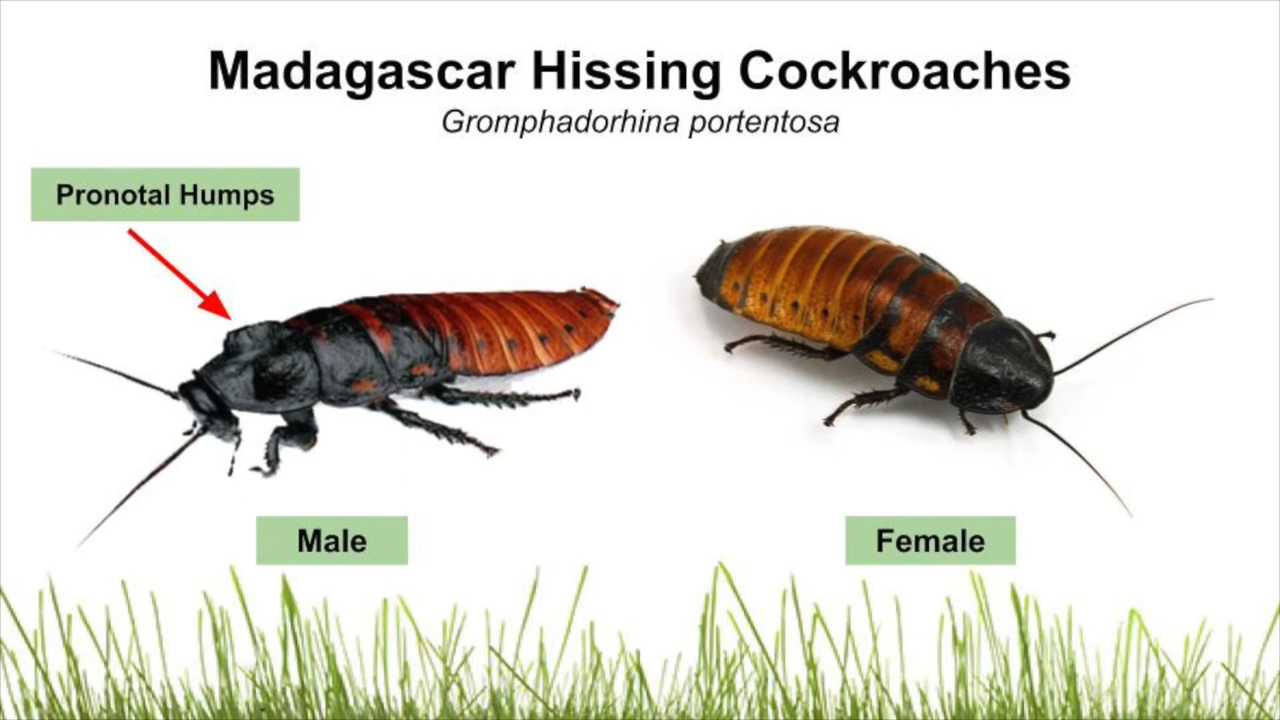 Madagascar Hissing Cockroaches
Gromphadorhina portentosa
Pronotal Humps
Male
Female